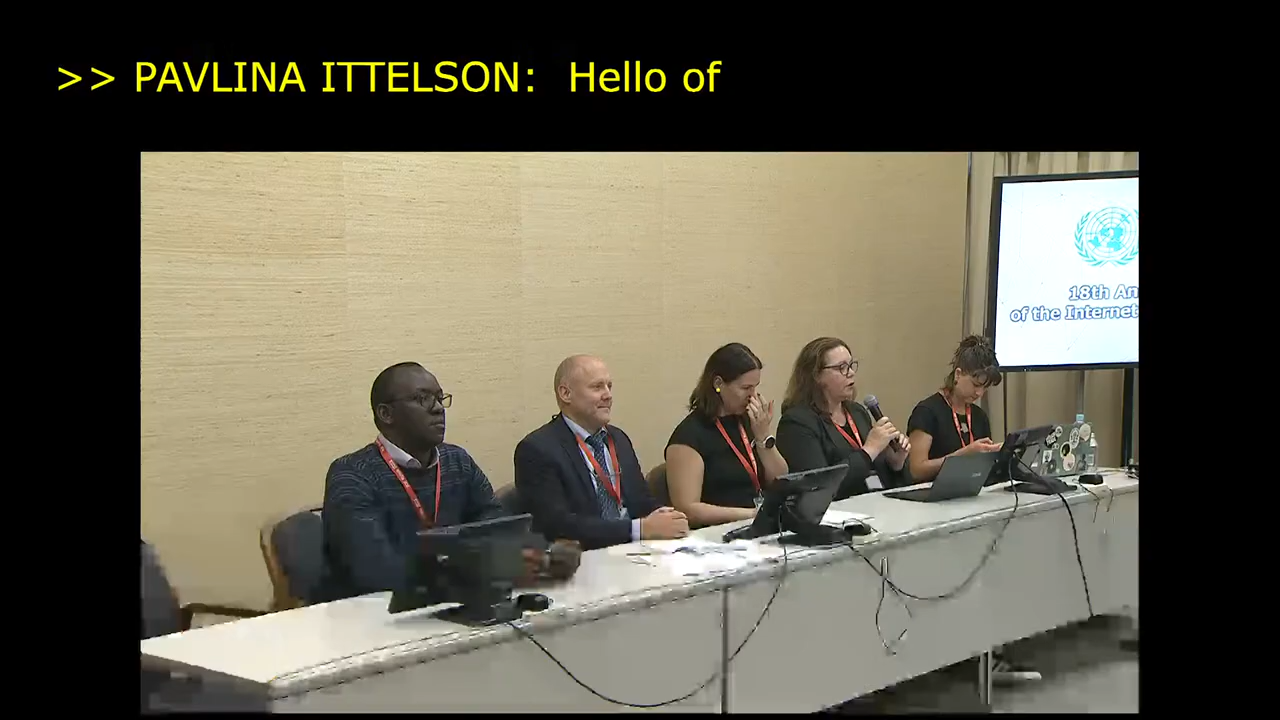 >> PAVLINA ITTELSON:  Hello of
18th An
of the Internet